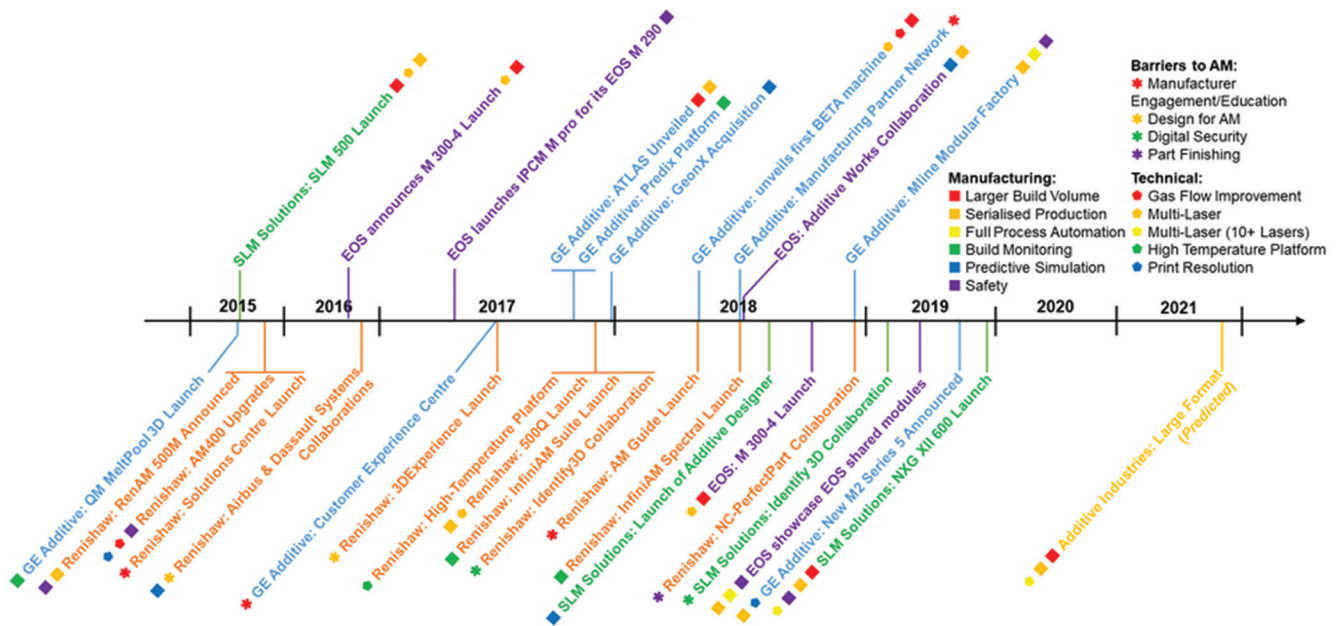 SLM Solutions: SLM 500 Launch
EOS announces M 300-4 Launch
EOS launches IPCM M pro for its EOS M 290
GE Additive: ATLAS Unveiled
GE Additive: Predix Platform
GE Additive: GeonX Acquisition
GE Additive: unveils first BETA machine
GE Additive: Manufacturing Partner Network
EOS: Additive Works Collaboration
GE Additive: Mline Modular Factory
Barriers to AM:
Manufacturer
Engagement/Education
Design for AM
Digital Security
Part Finishing
Manufacturing:
Larger Build Volume
Serialised Production
Full Process Automation
Build Monitoring
Predictive Simulation
Safety
Technical:
Gas Flow Improvement
Multi-Laser
Multi-Laser (10+ Lasers)
High Temperature Platform
Print Resolution
2015
2016
2017
2018
2019
2020
2021
GE Additive: QM MeltPool 3D Launch
Renishaw: RenAM 500M Announced
Renishaw: AM400 Upgrades
Renishaw: Solutions Centre Launch
Renishaw: Airbus & Dassault Systems
Collaborations
GE Additive: Customer Experience Centre
Renishaw: 3DExperience Launch
Renishaw: High-Temperature Platform
Renishaw: 500Q Launch
Renishaw: InfiniAM Suite Launch
Renishaw: Identify3D Collaboration
Renishaw: AM Guide Launch
Renishaw: InfiniAM Spectral Launch
SLM Solutions: Launch of Additive Designer
EOS: M 300-4 Launch
Renishaw: NC-PerfectPart Collaboration
SLM Solutions: Identify 3D Collaboration
EOS showcase EOS shared modules
GE Additive: New M2 Series 5 Announced
SLM Solutions: NXG XII 600 Launch
Additive Industries: Large Format
(Predicted)